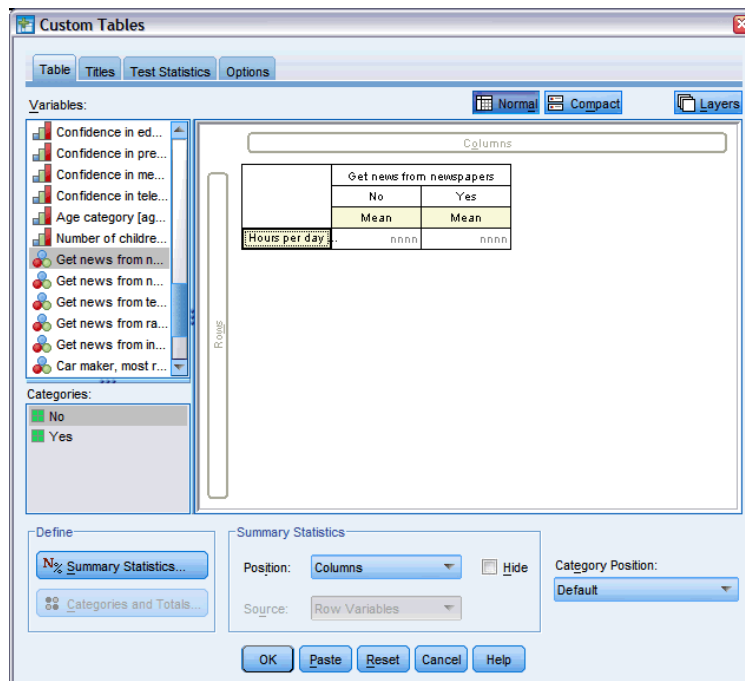 Custom Tables
Table Titles Test Statistics Options
Variables:
Normal Compact Layers
Confidence in ed...
Confidence in pre...
Confidence in me...
Confidence in tele...
Age category [ag...
Number of childre...
Get news from n...
Get news from n...
Get news from te...
Get news from ra...
Get news from in...
Car maker, most r...
Categories:
No
Yes
Columns
Rows
Get news from newspapers
No Yes
Mean Mean
Hours per day ... nnnn nnnn
Define
N% Summary Statistics...
Categories and Totals...
Summary Statistics
Position: Columns Hide
Source: Row Variables
Category Position:
Default
OK Paste Reset Cancel Help